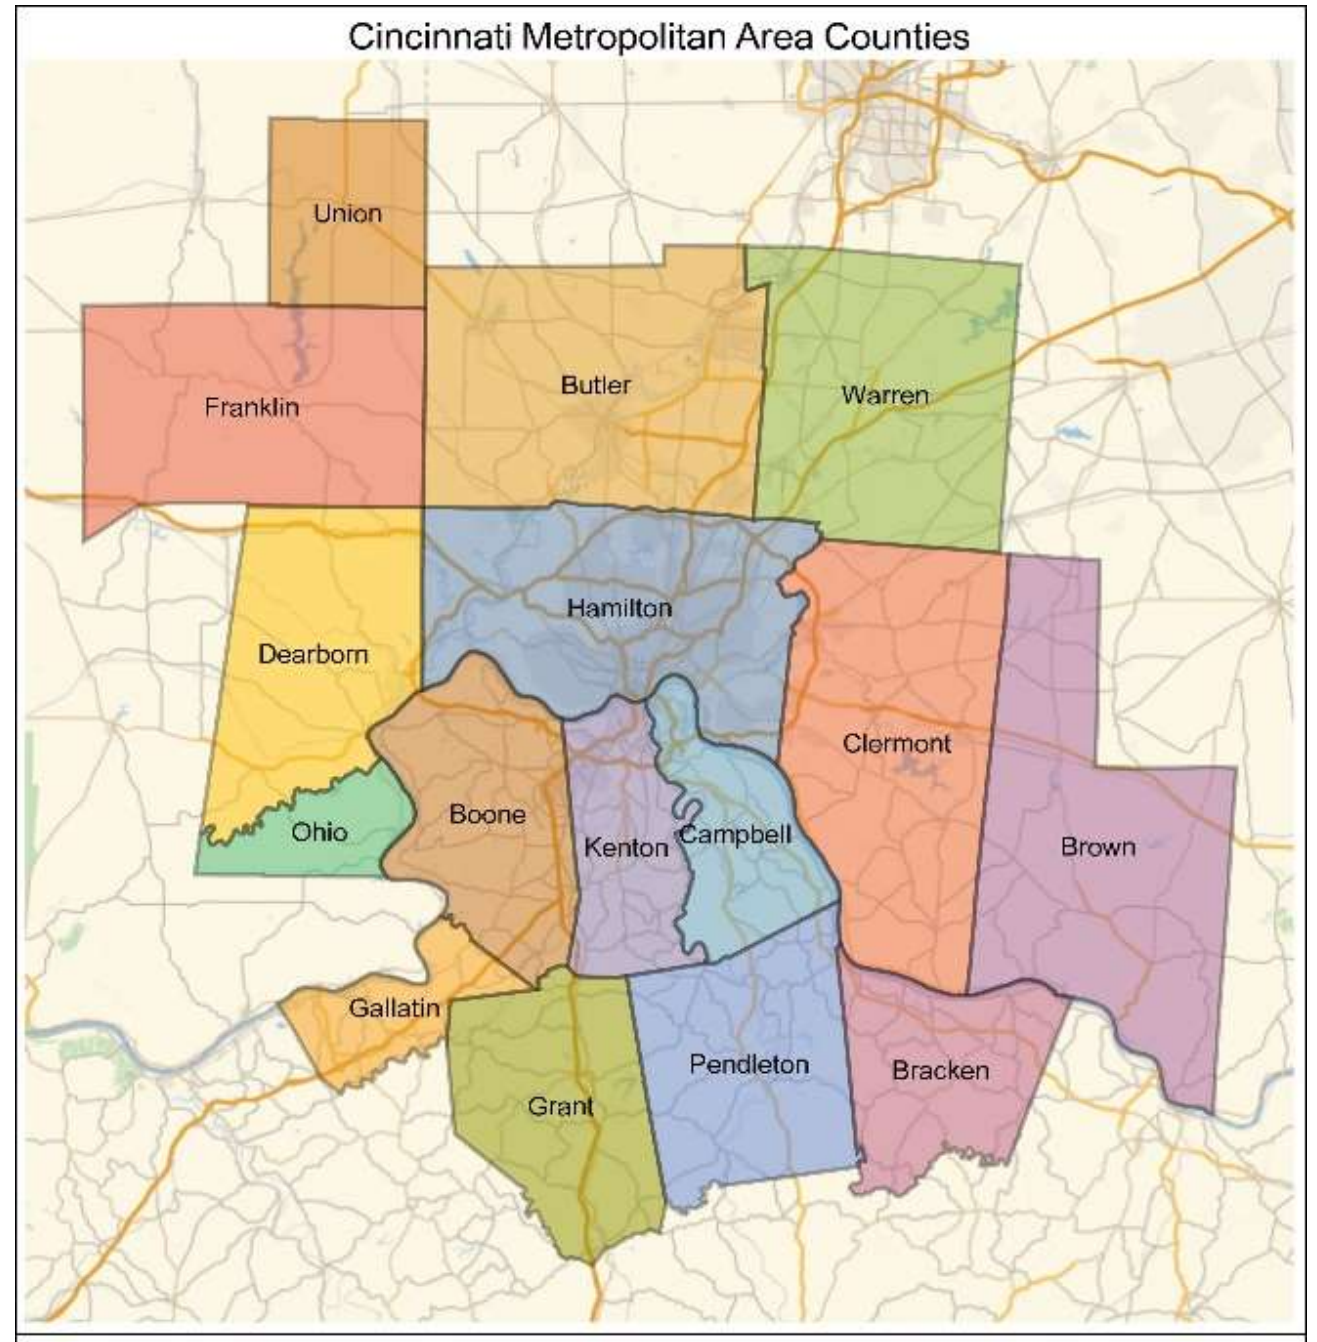 Cincinnati Metropolitan Area Counties
Union
Butler
Warren
Franklin
Hamilton
Dearborn
Clermont
Boone
Ohio
Campbell
Kenton
Brown
Gallatin
Pendleton
Bracken
Grant